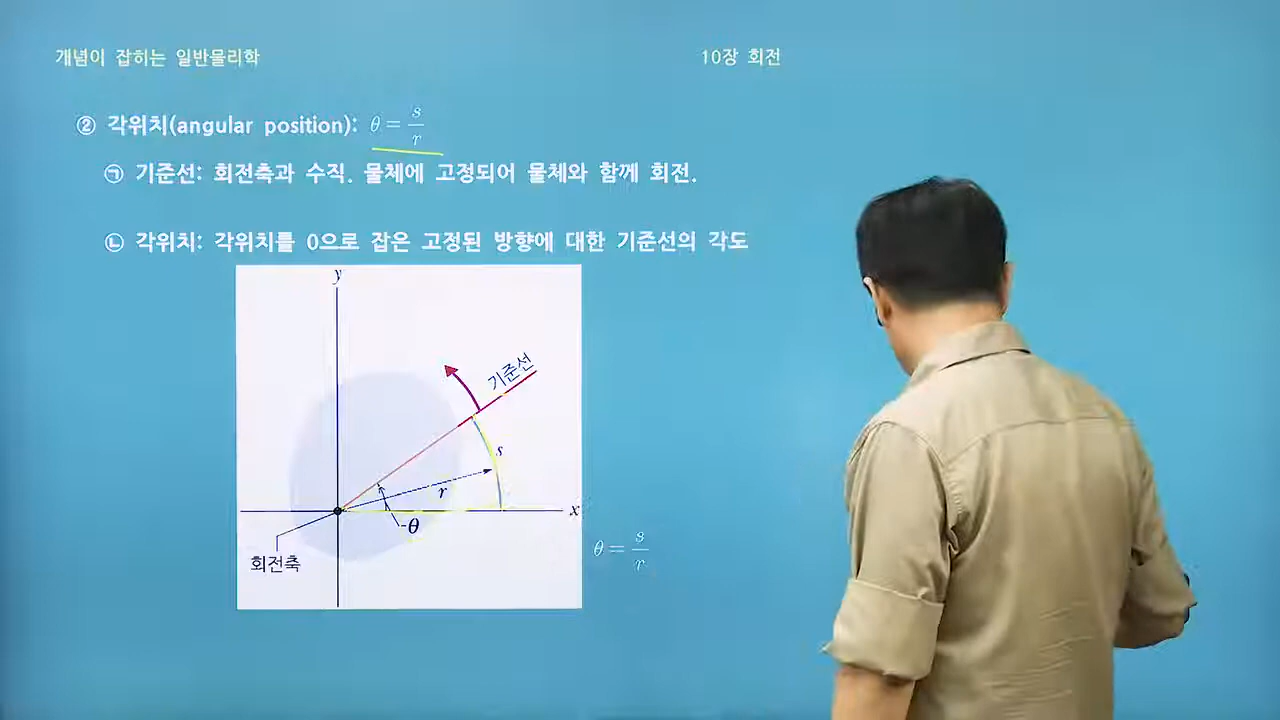 개념이 잡히는 일반물리학
10장 회전
② 각위치(angular position): θ = s/r
㉠ 기준선: 회전축과 수직. 물체에 고정되어 물체와 함께 회전.
㉡ 각위치: 각위치를 0으로 잡은 고정된 방향에 대한 기준선의 각도
y
기준선
s
r
x
θ
회전축
θ = s/r